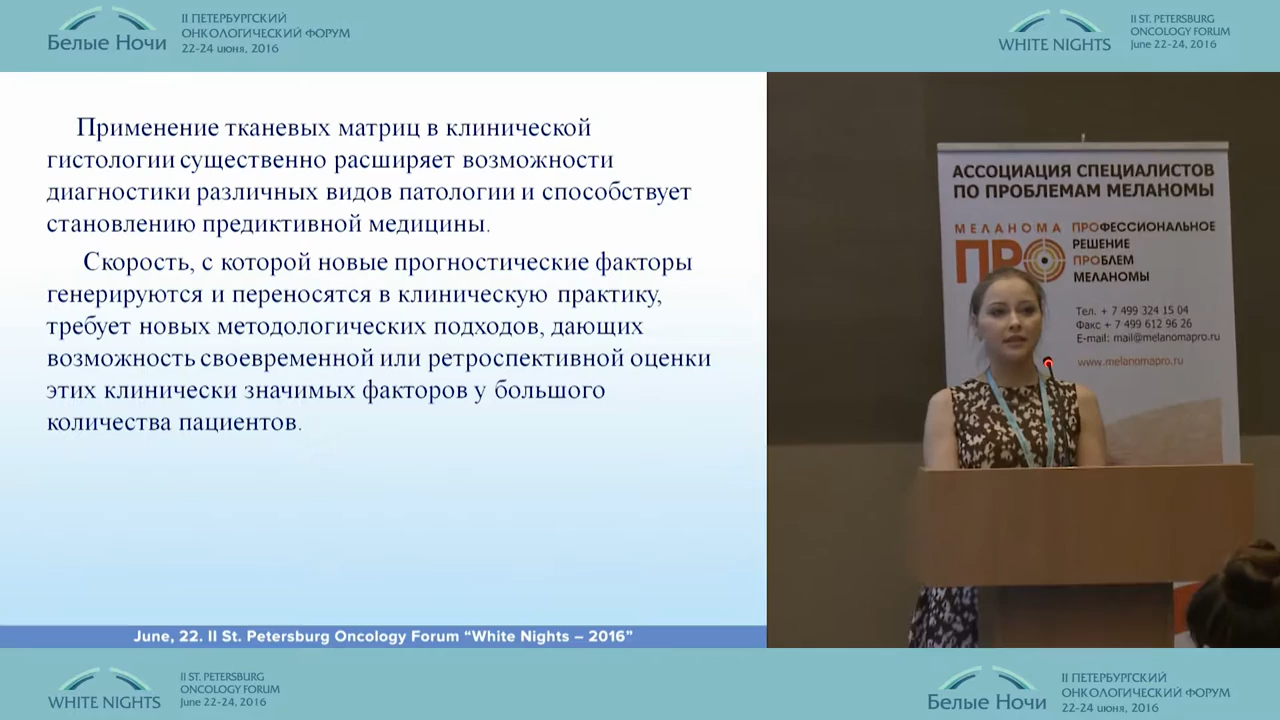 II ПЕТЕРБУРГСКИЙ
ОНКОЛОГИЧЕСКИЙ ФОРУМ
22-24 июня, 2016
Белые Ночи
II ST. PETERSBURG
ONCOLOGY FORUM
June 22-24, 2016
WHITE NIGHTS
Применение тканевых матриц в клинической
гистологии существенно расширяет возможности
диагностики различных видов патологии и способствует
становлению предиктивной медицины.
Скорость, с которой новые прогностические факторы
генерируются и переносятся в клиническую практику,
требует новых методологических подходов, дающих
возможность своевременной или ретроспективной оценки
этих клинически значимых факторов у большого
количества пациентов.
АССОЦИАЦИЯ СПЕЦИАЛИСТОВ
ПО ПРОБЛЕМАМ МЕЛАНОМЫ
МЕЛАНОМА
ПРО
ПРОФЕССИОНАЛЬНОЕ
РЕШЕНИЕ
ПРОБЛЕМ
МЕЛАНОМЫ
Тел. + 7 499 324 15 04
Факс + 7 499 612 96 26
E-mail: mail@melanomapro.ru
www.melanomapro.ru
June, 22. II St. Petersburg Oncology Forum “White Nights – 2016”
II ST. PETERSBURG
ONCOLOGY FORUM
June 22-24, 2016
WHITE NIGHTS
II ПЕТЕРБУРГСКИЙ
ОНКОЛОГИЧЕСКИЙ ФОРУМ
22-24 июня, 2016
Белые Ночи